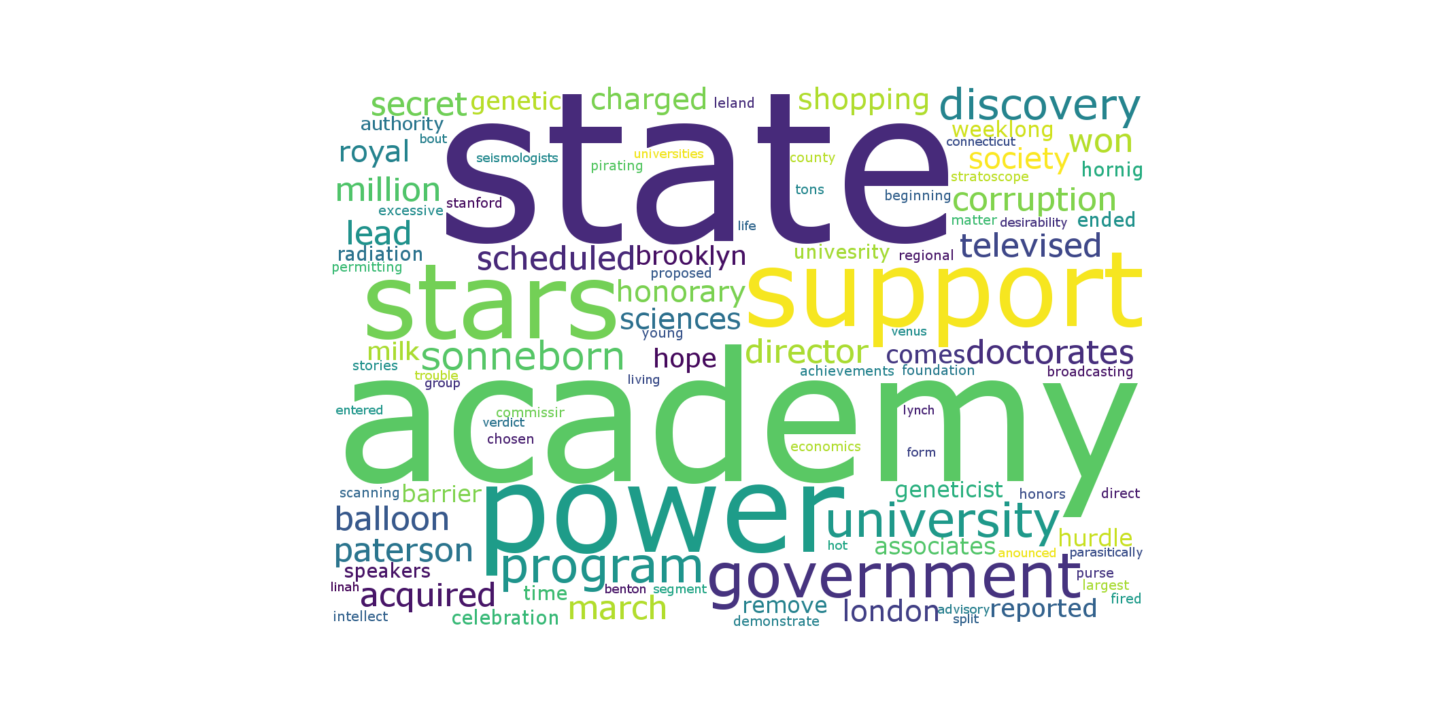 secret genetic charged leland shopping discovery
authority bout state weeklong connecticut won
royal seismologists universities pirating county society hornig
million stanford excessive tons beginning stratoscope corruption
lead life matter desirability ended
radiation scheduled brooklyn univesrity regional televised
permitting stars proposed honorary support
sciences young venus
milk sonneborn hope director comes doctorates
stories trouble group living achievements foundation broadcasting
entered commissir academy lynch
verdict chosen economics form
scanning barrier power geneticist honors direct
balloon university
paterson hot associates anounced hurdle parasitically
speakers program government purse
linah acquired time benton segment largest
march remove london advisory reported fired
intellect celebration demonstrate split